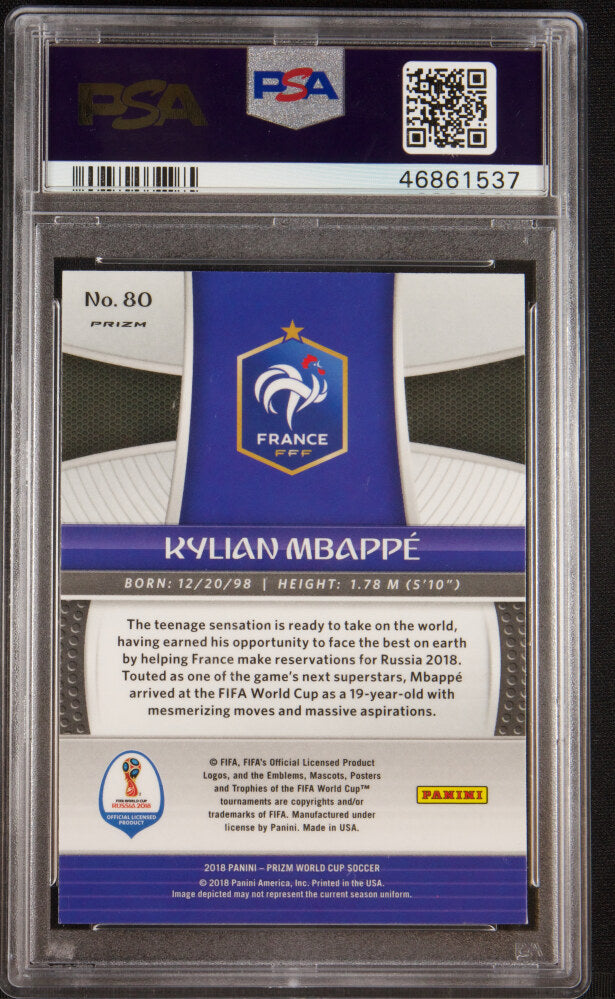 PSA
PSA
46861537
No. 80
PRIZM
FRANCE
FFF
KYLIAN MBAPPÉ
BORN: 12/20/98 | HEIGHT: 1.78 M (5'10")
The teenage sensation is ready to take on the world,
having earned his opportunity to face the best on earth
by helping France make reservations for Russia 2018.
Touted as one of the game's next superstars, Mbappé
arrived at the FIFA World Cup as a 19-year-old with
mesmerizing moves and massive aspirations.
FIFA WORLD CUP
RUSSIA 2018
OFFICIAL LICENSED
PRODUCT
© FIFA, FIFA's Official Licensed Product
Logos, and the Emblems, Mascots, Posters
and Trophies of the FIFA World Cup™
tournaments are copyrights and/or
trademarks of FIFA. Manufactured under
license by Panini. Made in USA.
PANINI
2018 PANINI – PRIZM WORLD CUP SOCCER
© 2018 Panini America, Inc. Printed in the USA.
Image depicted may not represent the current season uniform.